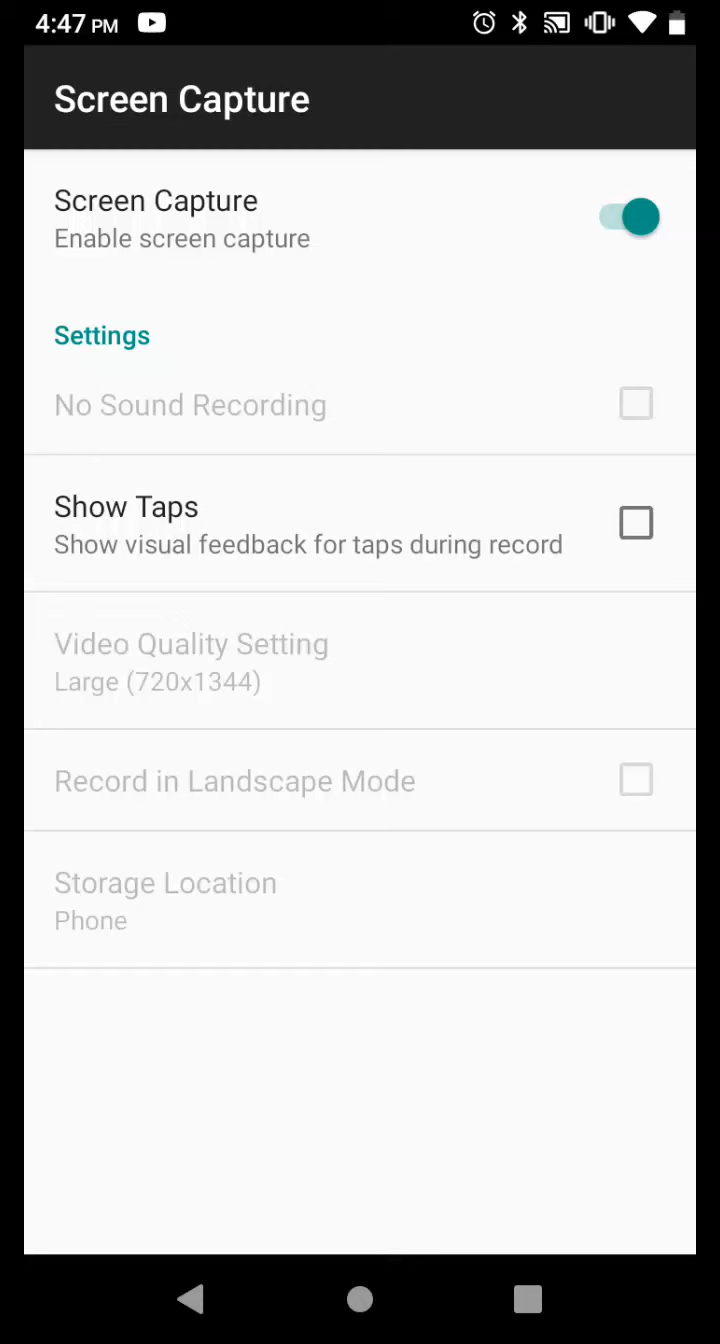 4:47 PM
Screen Capture
Screen Capture
Enable screen capture
Settings
No Sound Recording
Show Taps
Show visual feedback for taps during record
Video Quality Setting
Large (720x1344)
Record in Landscape Mode
Storage Location
Phone